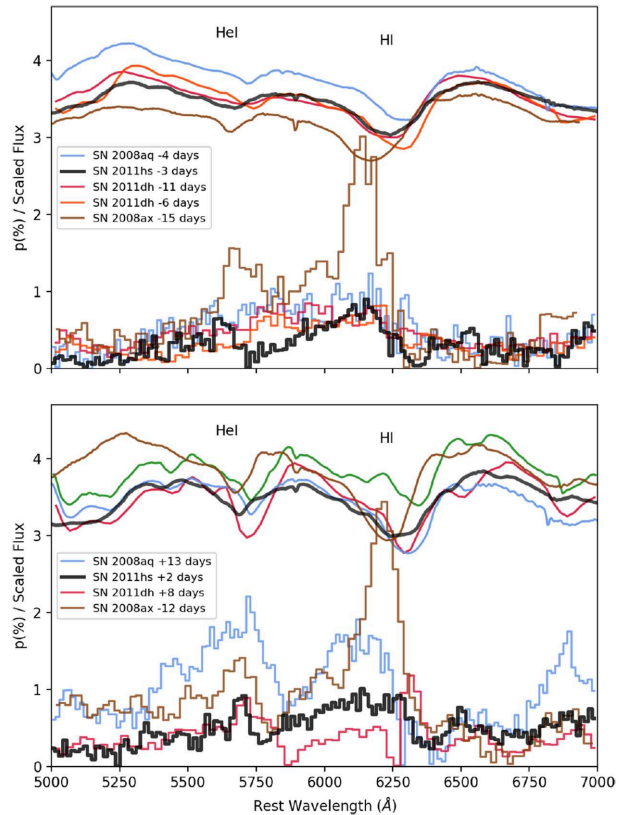 HeI
HI
p(%) / Scaled Flux
4
3
2
1
0
SN 2008aq -4 days
SN 2011hs -3 days
SN 2011dh -11 days
SN 2011dh -6 days
SN 2008ax -15 days
HeI
HI
p(%) / Scaled Flux
4
3
2
1
0
SN 2008aq +13 days
SN 2011hs +2 days
SN 2011dh +8 days
SN 2008ax -12 days
5000 5250 5500 5750 6000 6250 6500 6750 7000
Rest Wavelength (Å)